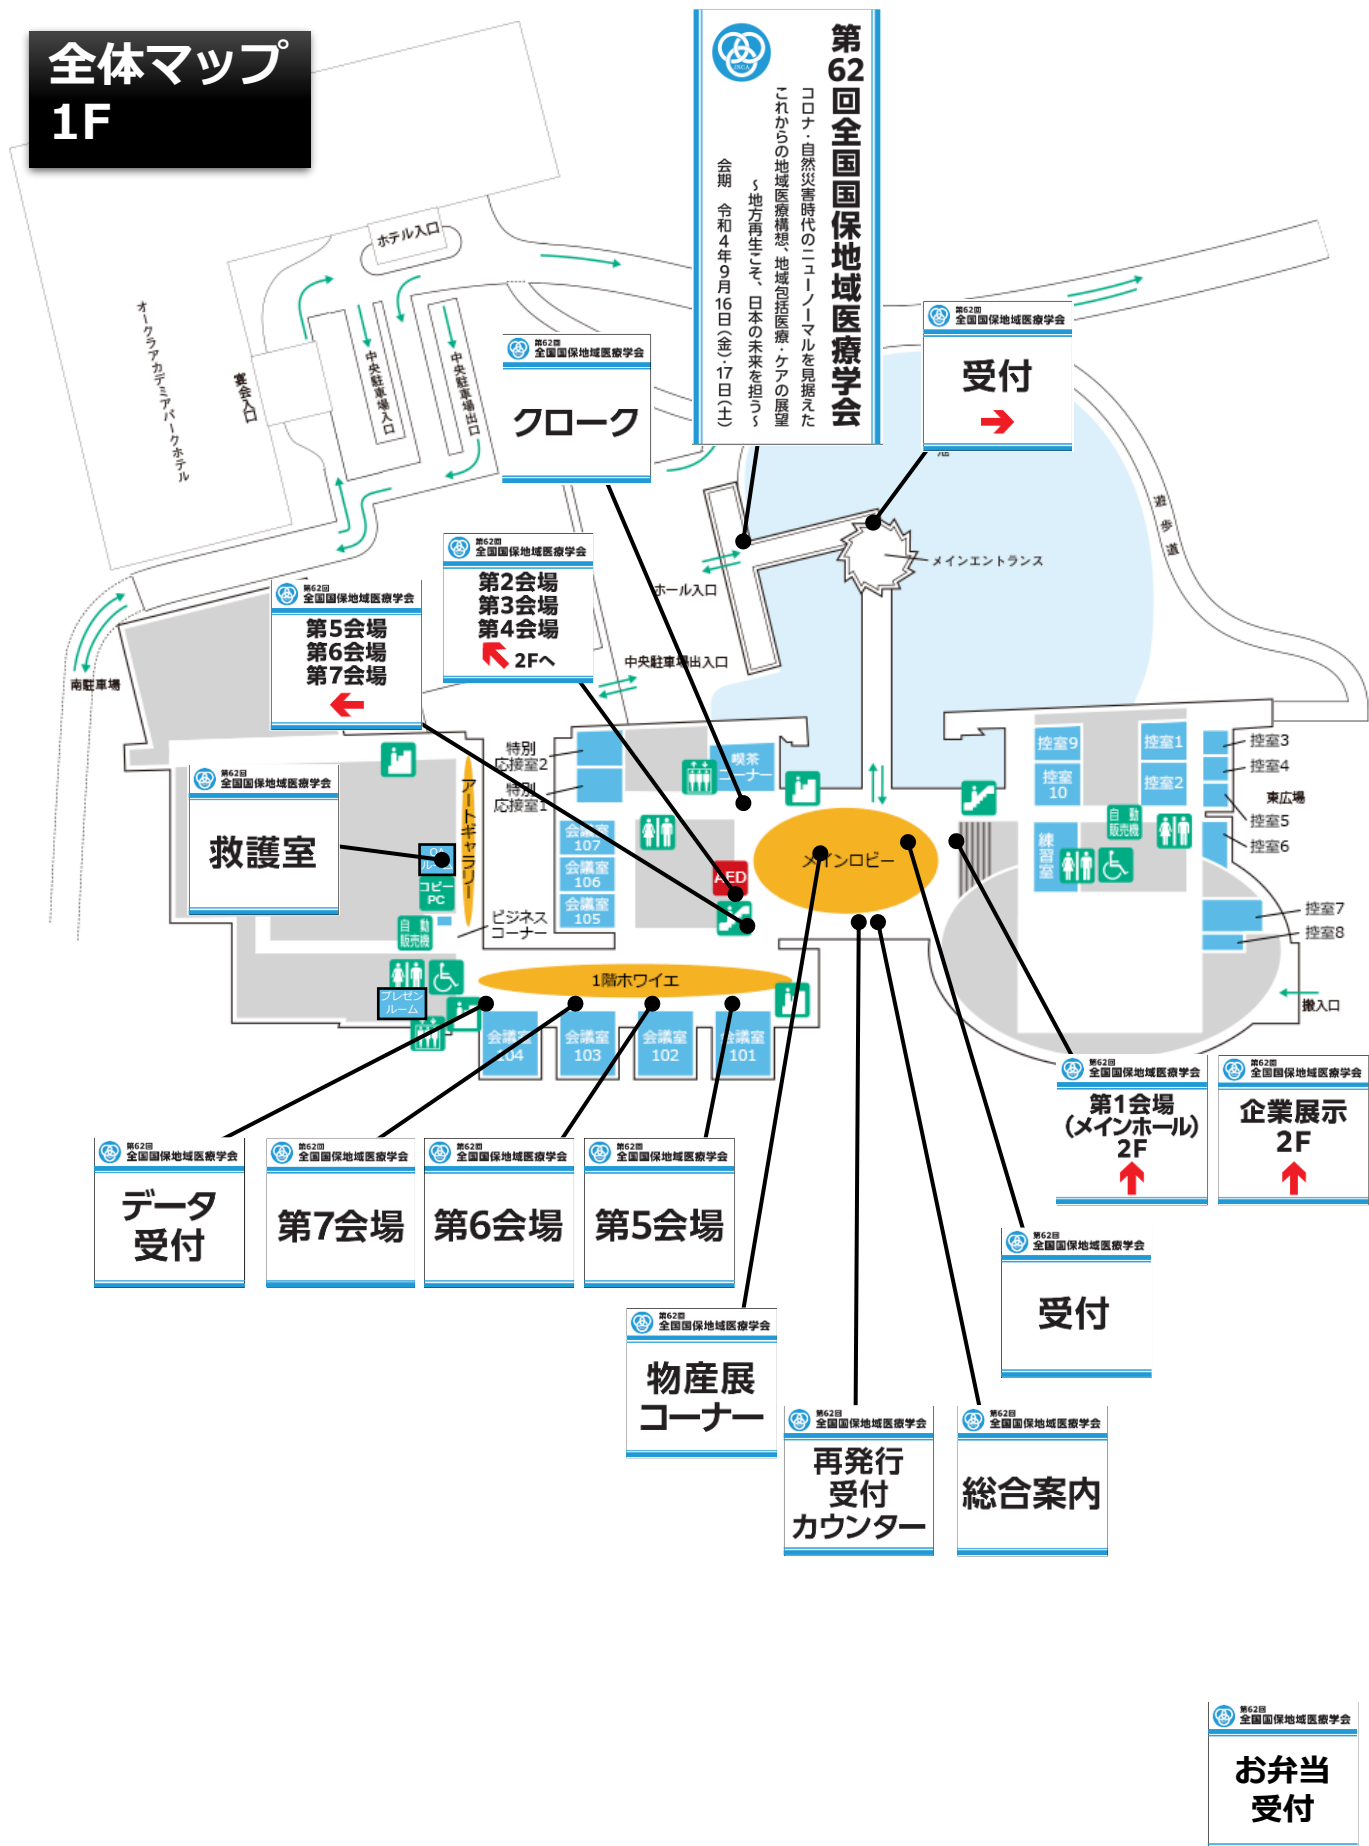 全体マップ
1F
第62回全国国保地域医療学会
コロナ・自然災害時代のニューノーマルを見据えた
これからの地域医療構想、地域包括医療・ケアの展望
～地方再生こそ、日本の未来を担う～
会期　令和4年9月16日（金）・17日（土）
JNCA
ホテル入口
オークラアカデミアパークホテル
宴会入口
中央駐車場入口
中央駐車場出口
第62回
全国国保地域医療学会
クローク
第62回
全国国保地域医療学会
受付
遊歩道
メインエントランス
ホール入口
中央駐車場出入口
南駐車場
第62回
全国国保地域医療学会
第2会場
第3会場
第4会場
2Fへ
第62回
全国国保地域医療学会
第5会場
第6会場
第7会場
第62回
全国国保地域医療学会
救護室
アートギャラリー
ルーム
コピー
PC
自動
販売機
ビジネス
コーナー
プレゼン
ルーム
特別
応接室2
特別
応接室1
喫茶
コーナー
会議室
107
会議室
106
会議室
105
AED
メインロビー
1階ホワイエ
会議室
104
会議室
103
会議室
102
会議室
101
控室9
控室
10
控室1
控室2
控室3
控室4
東広場
控室5
控室6
自動
販売機
練習室
控室7
控室8
搬入口
第62回
全国国保地域医療学会
第1会場
（メインホール）
2F
第62回
全国国保地域医療学会
企業展示
2F
第62回
全国国保地域医療学会
データ
受付
第62回
全国国保地域医療学会
第7会場
第62回
全国国保地域医療学会
第6会場
第62回
全国国保地域医療学会
第5会場
第62回
全国国保地域医療学会
受付
第62回
全国国保地域医療学会
物産展
コーナー
第62回
全国国保地域医療学会
再発行
受付
カウンター
第62回
全国国保地域医療学会
総合案内
第62回
全国国保地域医療学会
お弁当
受付